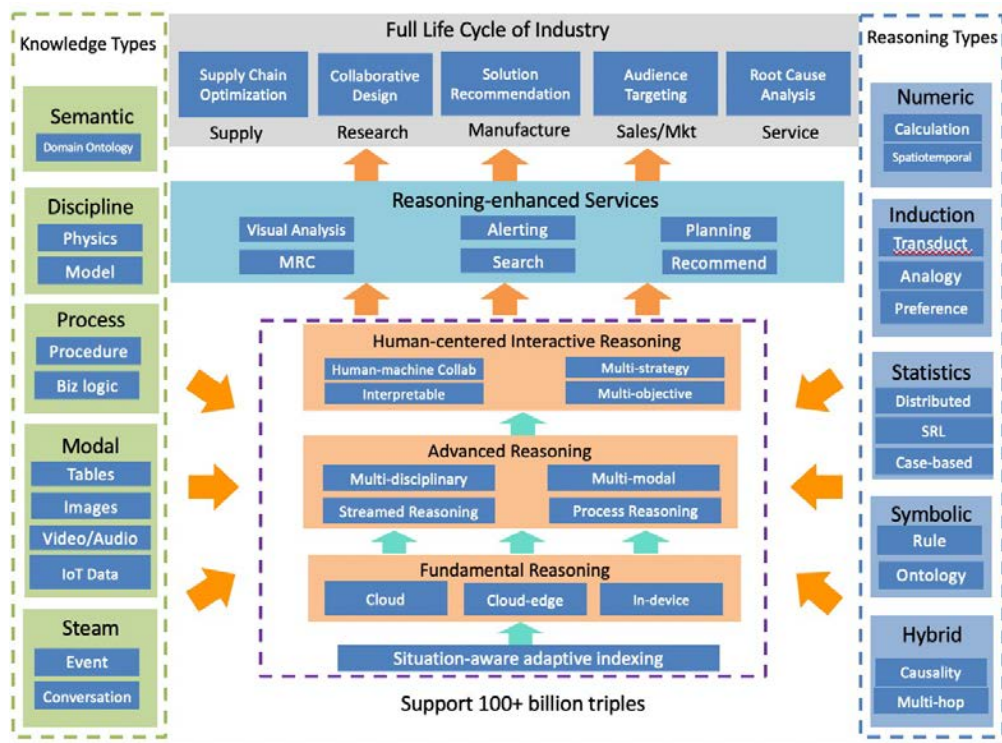 Knowledge Types
Semantic
Domain Ontology
Discipline
Physics
Model
Process
Procedure
Biz logic
Modal
Tables
Images
Video/Audio
IoT Data
Steam
Event
Conversation
Full Life Cycle of Industry
Supply Chain
Optimization
Collaborative
Design
Solution
Recommendation
Audience
Targeting
Root Cause
Analysis
Supply
Research
Manufacture
Sales/Mkt
Service
Reasoning-enhanced Services
Visual Analysis
Alerting
Planning
MRC
Search
Recommend
Human-centered Interactive Reasoning
Human-machine Collab
Multi-strategy
Interpretable
Multi-objective
Advanced Reasoning
Multi-disciplinary
Multi-modal
Streamed Reasoning
Process Reasoning
Fundamental Reasoning
Cloud
Cloud-edge
In-device
Situation-aware adaptive indexing
Support 100+ billion triples
Reasoning Types
Numeric
Calculation
Spatiotemporal
Induction
Transduct
Analogy
Preference
Statistics
Distributed
SRL
Case-based
Symbolic
Rule
Ontology
Hybrid
Causality
Multi-hop